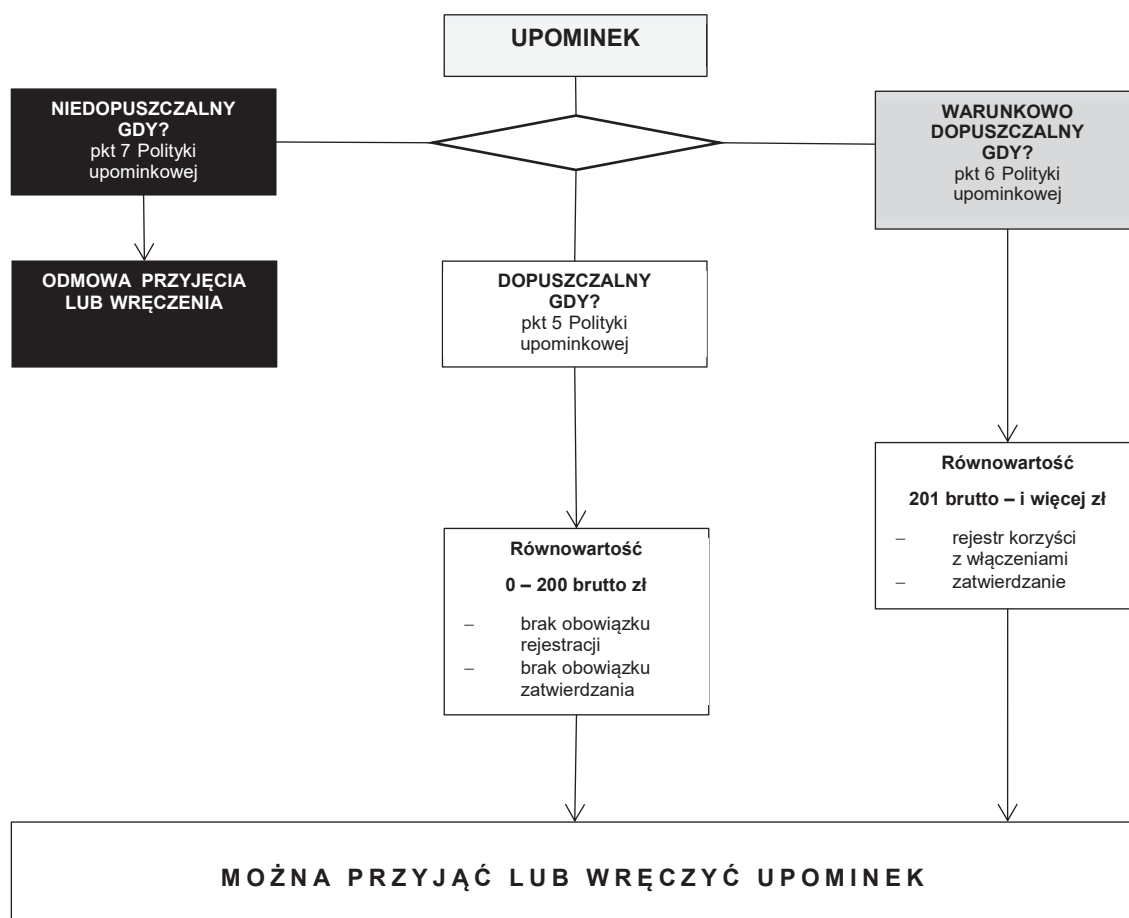 UPOMINEK
NIEDOPUSZCZALNY
GDY?
pkt 7 Polityki
upominkowej
WARUNKOWO
DOPUSZCZALNY
GDY?
pkt 6 Polityki
upominkowej
ODMOWA PRZYJĘCIA
LUB WRĘCZENIA
DOPUSZCZALNY
GDY?
pkt 5 Polityki
upominkowej
Równowartość
201 brutto – i więcej zł
– rejestr korzyści
z włączeniami
– zatwierdzanie
Równowartość
0 – 200 brutto zł
– brak obowiązku
rejestracji
– brak obowiązku
zatwierdzania
MOŻNA PRZYJĄĆ LUB WRĘCZYĆ UPOMINEK